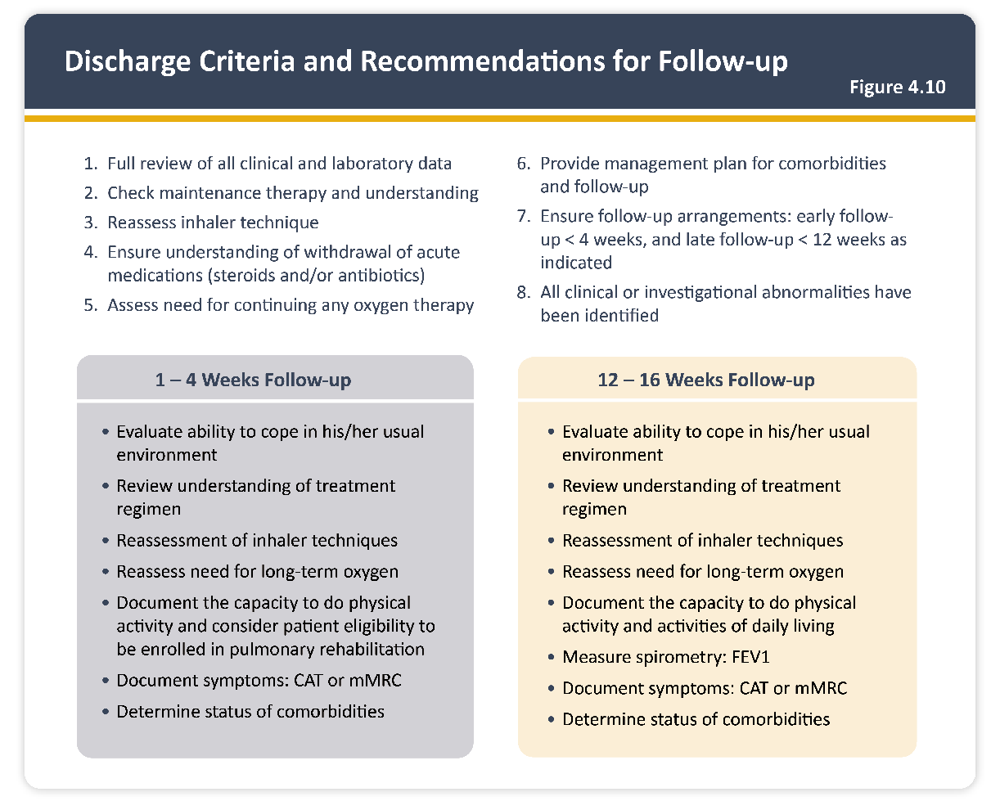 Discharge Criteria and Recommendations for Follow-up
Figure 4.10
1. Full review of all clinical and laboratory data
2. Check maintenance therapy and understanding
3. Reassess inhaler technique
4. Ensure understanding of withdrawal of acute
medications (steroids and/or antibiotics)
5. Assess need for continuing any oxygen therapy
6. Provide management plan for comorbidities
and follow-up
7. Ensure follow-up arrangements: early follow-
up < 4 weeks, and late follow-up < 12 weeks as
indicated
8. All clinical or investigational abnormalities have
been identified
1 – 4 Weeks Follow-up
• Evaluate ability to cope in his/her usual
environment
• Review understanding of treatment
regimen
• Reassessment of inhaler techniques
• Reassess need for long-term oxygen
• Document the capacity to do physical
activity and consider patient eligibility to
be enrolled in pulmonary rehabilitation
• Document symptoms: CAT or mMRC
• Determine status of comorbidities
12 – 16 Weeks Follow-up
• Evaluate ability to cope in his/her usual
environment
• Review understanding of treatment
regimen
• Reassessment of inhaler techniques
• Reassess need for long-term oxygen
• Document the capacity to do physical
activity and activities of daily living
• Measure spirometry: FEV1
• Document symptoms: CAT or mMRC
• Determine status of comorbidities